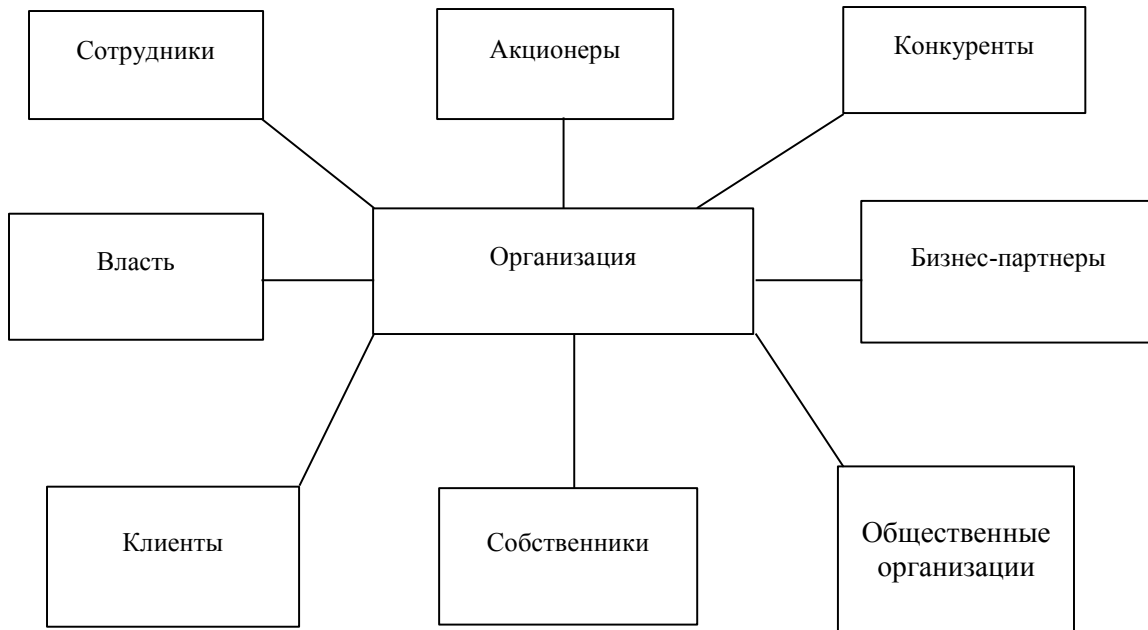 Сотрудники
Акционеры
Конкуренты
Власть
Организация
Бизнес-партнеры
Клиенты
Собственники
Общественные
организации